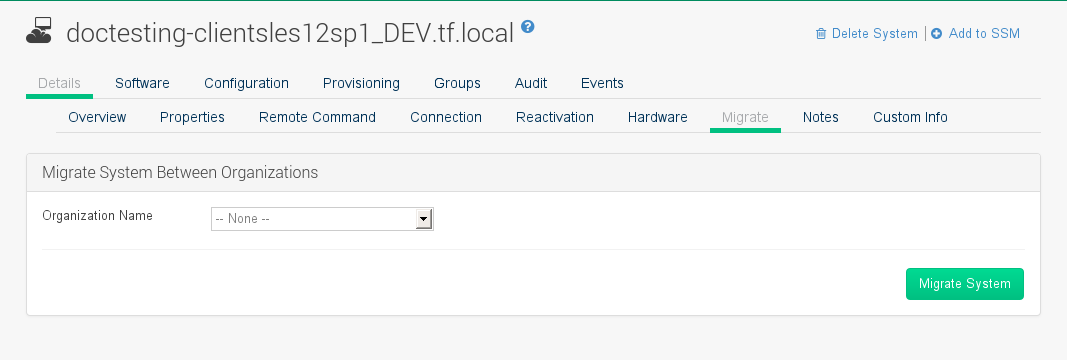 doctesting-clientsles12sp1_DEV.tf.local ?
Delete System | Add to SSM
Details Software Configuration Provisioning Groups Audit Events
Overview Properties Remote Command Connection Reactivation Hardware Migrate Notes Custom Info
Migrate System Between Organizations
Organization Name -- None --
Migrate System